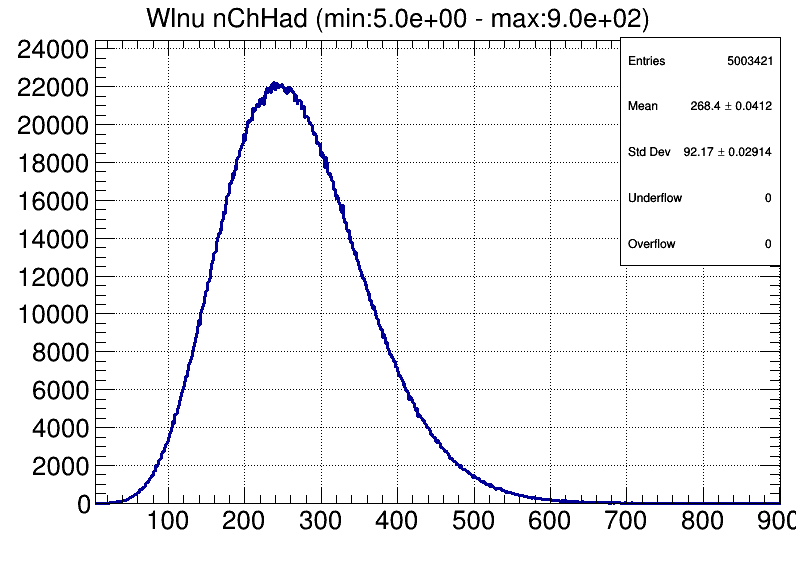 Wlnu nChHad (min:5.0e+00 - max:9.0e+02)
Entries 5003421
Mean 268.4 ± 0.0412
Std Dev 92.17 ± 0.02914
Underflow 0
Overflow 0
24000
22000
20000
18000
16000
14000
12000
10000
8000
6000
4000
2000
0
100 200 300 400 500 600 700 800 900